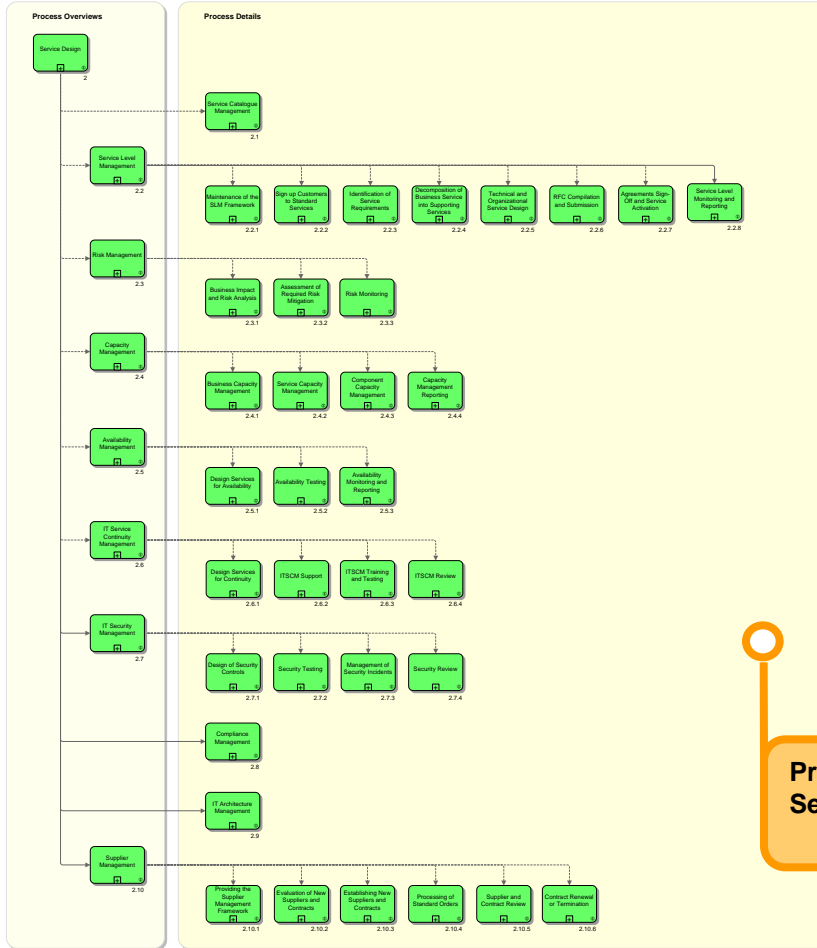 Process Overviews
Process Details
Service Design
2
Service Catalogue
Management
2.1
Service Level
Management
2.2
Maintenance of the
SLM Framework
2.2.1
Sign up Customers
to Standard
Services
2.2.2
Identification of
Service
Requirements
2.2.3
Decomposition of
Business Service
into Supporting
Services
2.2.4
Technical and
Organizational
Service Design
2.2.5
RFC Compilation
and Submission
2.2.6
Agreements Sign-
Off and Service
Activation
2.2.7
Service Level
Monitoring and
Reporting
2.2.8
Risk Management
2.3
Business Impact
and Risk Analysis
2.3.1
Assessment of
Required Risk
Mitigation
2.3.2
Risk Monitoring
2.3.3
Capacity
Management
2.4
Business Capacity
Management
2.4.1
Service Capacity
Management
2.4.2
Component
Capacity
Management
2.4.3
Capacity
Management
Reporting
2.4.4
Availability
Management
2.5
Design Services
for Availability
2.5.1
Availability Testing
2.5.2
Availability
Monitoring and
Reporting
2.5.3
IT Service
Continuity
Management
2.6
Design Services
for Continuity
2.6.1
ITSCM Support
2.6.2
ITSCM Training
and Testing
2.6.3
ITSCM Review
2.6.4
IT Security
Management
2.7
Design of Security
Controls
2.7.1
Security Testing
2.7.2
Management of
Security Incidents
2.7.3
Security Review
2.7.4
Compliance
Management
2.8
IT Architecture
Management
2.9
Supplier
Management
2.10
Providing the
Supplier
Management
Framework
2.10.1
Evaluation of New
Suppliers and
Contracts
2.10.2
Establishing New
Suppliers and
Contracts
2.10.3
Processing of
Standard Orders
2.10.4
Supplier and
Contract Review
2.10.5
Contract Renewal
or Termination
2.10.6
Pr
Se